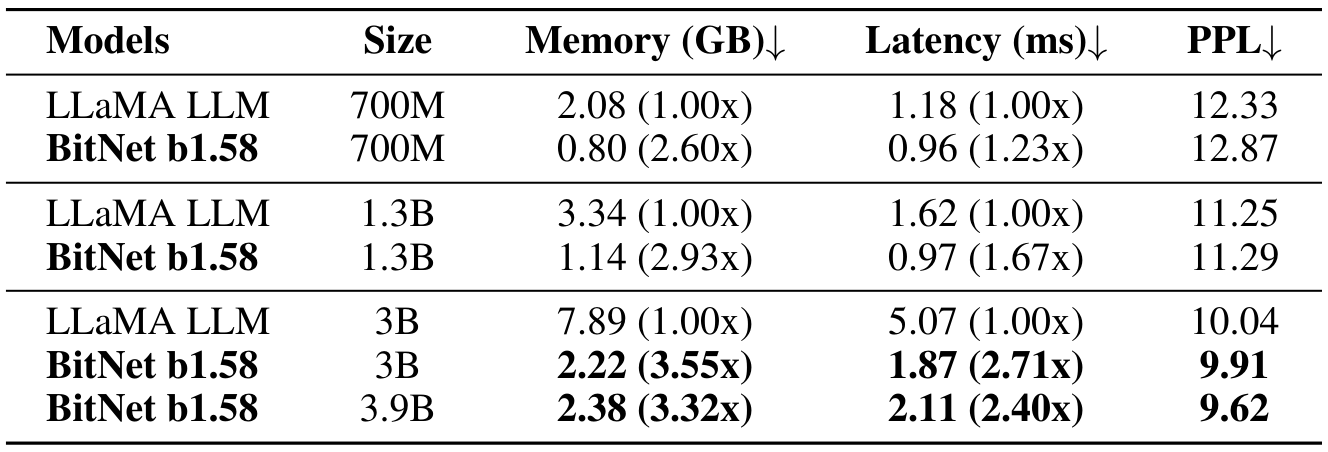 Models Size Memory (GB)↓ Latency (ms)↓ PPL↓
LLaMA LLM 700M 2.08 (1.00x) 1.18 (1.00x) 12.33
BitNet b1.58 700M 0.80 (2.60x) 0.96 (1.23x) 12.87
LLaMA LLM 1.3B 3.34 (1.00x) 1.62 (1.00x) 11.25
BitNet b1.58 1.3B 1.14 (2.93x) 0.97 (1.67x) 11.29
LLaMA LLM 3B 7.89 (1.00x) 5.07 (1.00x) 10.04
BitNet b1.58 3B 2.22 (3.55x) 1.87 (2.71x) 9.91
BitNet b1.58 3.9B 2.38 (3.32x) 2.11 (2.40x) 9.62